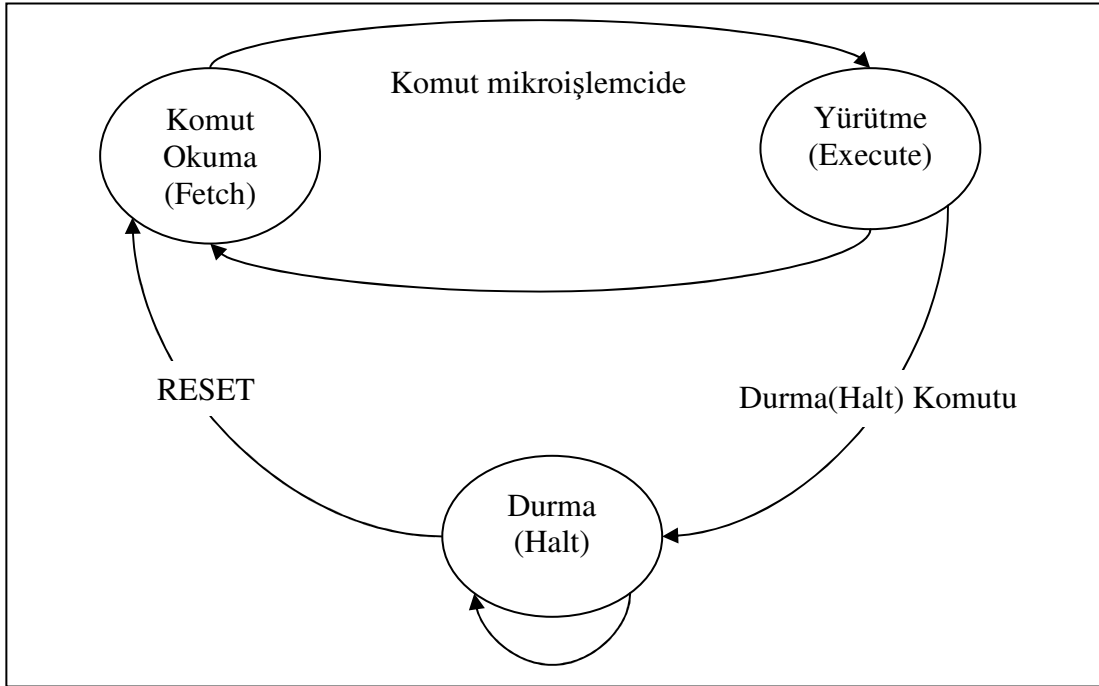 Komut mikroişlemcide
Komut
Okuma
(Fetch)
Yürütme
(Execute)
RESET
Durma(Halt) Komutu
Durma
(Halt)